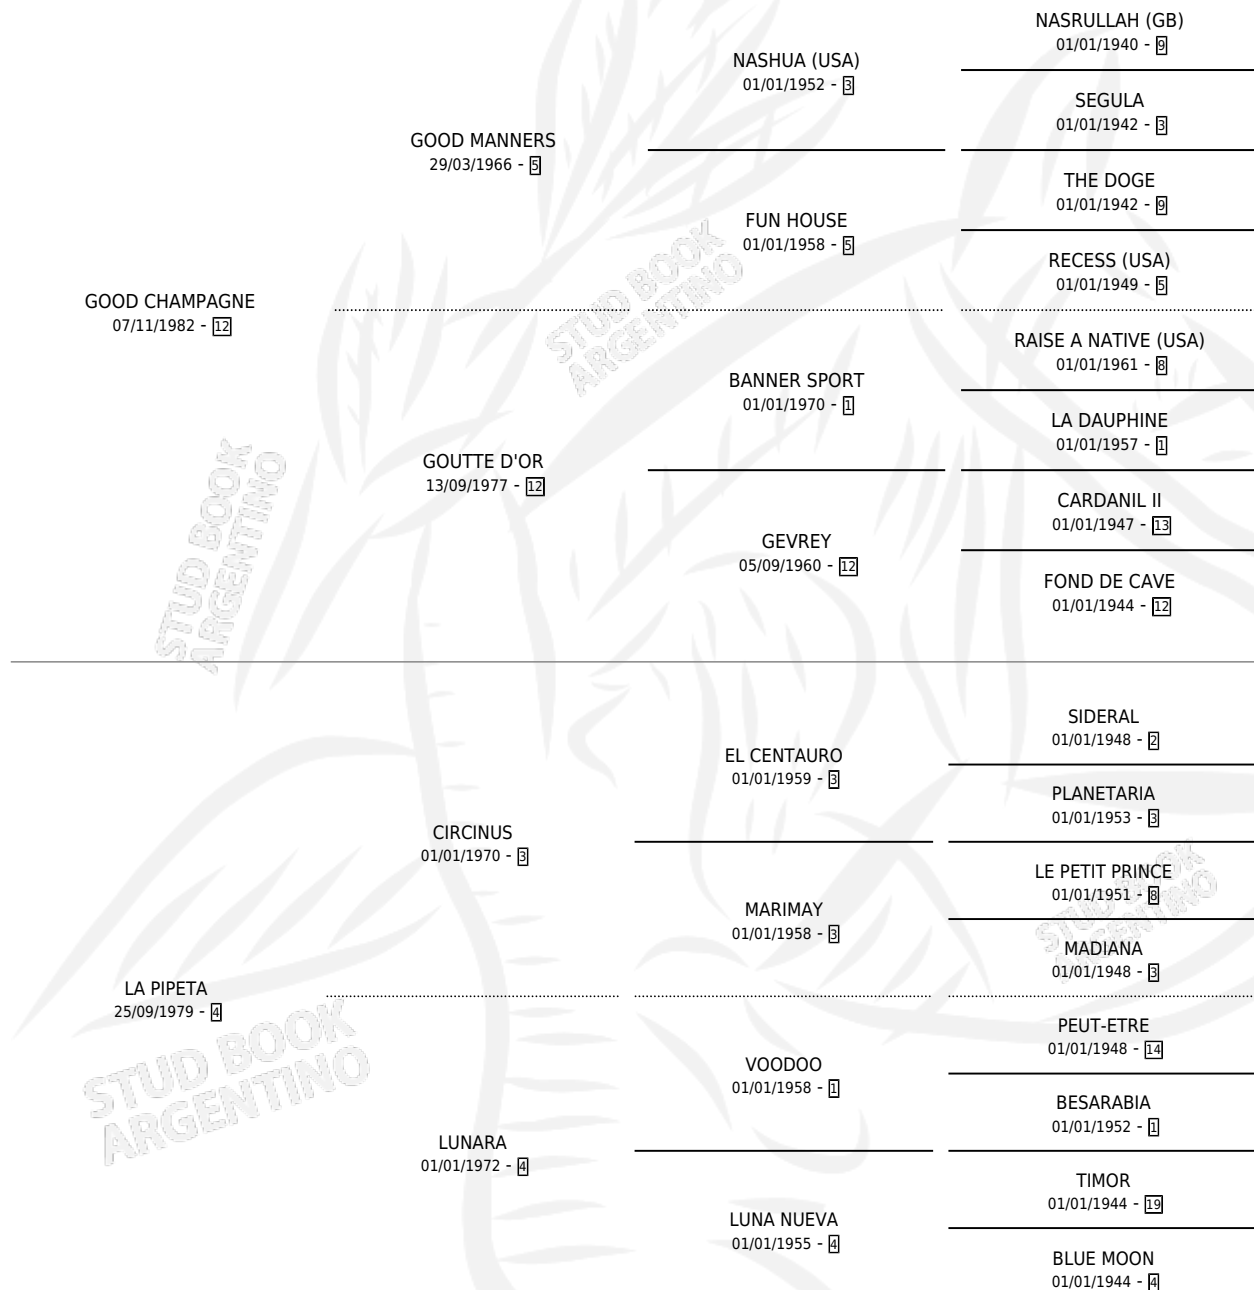 NASRULLAH (GB)
01/01/1940 - 9
NASHUA (USA)
01/01/1952 - 3
SEGULA
01/01/1942 - 3
GOOD MANNERS
29/03/1966 - 5
THE DOGE
01/01/1942 - 9
FUN HOUSE
01/01/1958 - 5
RECESS (USA)
01/01/1949 - 5
GOOD CHAMPAGNE
07/11/1982 - 12
RAISE A NATIVE (USA)
01/01/1961 - 8
BANNER SPORT
01/01/1970 - 1
LA DAUPHINE
01/01/1957 - 1
GOUTTE D'OR
13/09/1977 - 12
CARDANIL II
01/01/1947 - 13
GEVREY
05/09/1960 - 12
FOND DE CAVE
01/01/1944 - 12
STUD BOOK
ARGENTINO
STUD BOOK
ARGENTINO
SIDERAL
01/01/1948 - 2
EL CENTAURO
01/01/1959 - 3
PLANETARIA
01/01/1953 - 3
CIRCINUS
01/01/1970 - 3
LE PETIT PRINCE
01/01/1951 - 8
MARIMAY
01/01/1958 - 3
MADIANA
01/01/1948 - 3
STUD BOOK
ARGENTINO
LA PIPETA
25/09/1979 - 4
PEUT-ETRE
01/01/1948 - 14
VOODOO
01/01/1958 - 1
BESARABIA
01/01/1952 - 1
STUD BOOK
ARGENTINO
LUNARA
01/01/1972 - 4
TIMOR
01/01/1944 - 19
LUNA NUEVA
01/01/1955 - 4
BLUE MOON
01/01/1944 - 4